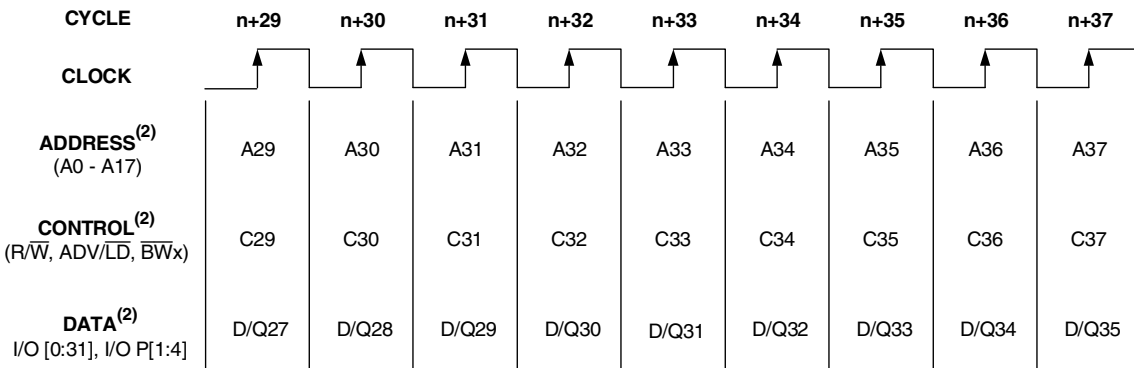 CYCLE n+29 n+30 n+31 n+32 n+33 n+34 n+35 n+36 n+37
CLOCK
ADDRESS(2)
(A0 - A17) A29 A30 A31 A32 A33 A34 A35 A36 A37
CONTROL(2)
(R/W̅, ADV/L̅D̅, B̅W̅x) C29 C30 C31 C32 C33 C34 C35 C36 C37
DATA(2)
I/O [0:31], I/O P[1:4] D/Q27 D/Q28 D/Q29 D/Q30 D/Q31 D/Q32 D/Q33 D/Q34 D/Q35